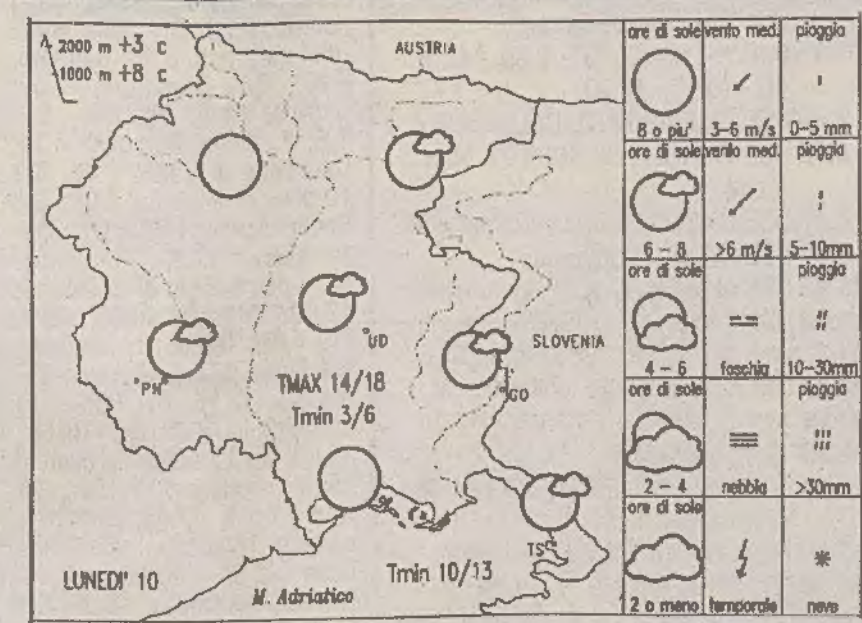 2000 m +3 C
1000 m +8 C
AUSTRIA
°UD
SLOVENIA
°PN
TMAX 14/18
Tmin 3/6
°GO
TS
LUNEDI' 10
M. Adriatico
Tmin 10/13
ore di sole vento med. pioggia
8 o piu' 3-6 m/s 0-5 mm
ore di sole vento med. pioggia
6 - 8 >6 m/s 5-10mm
ore di sole pioggia
4 - 6 foschia 10-30mm
ore di sole pioggia
2 - 4 nebbia >30mm
ore di sole
2 o meno temporale neve